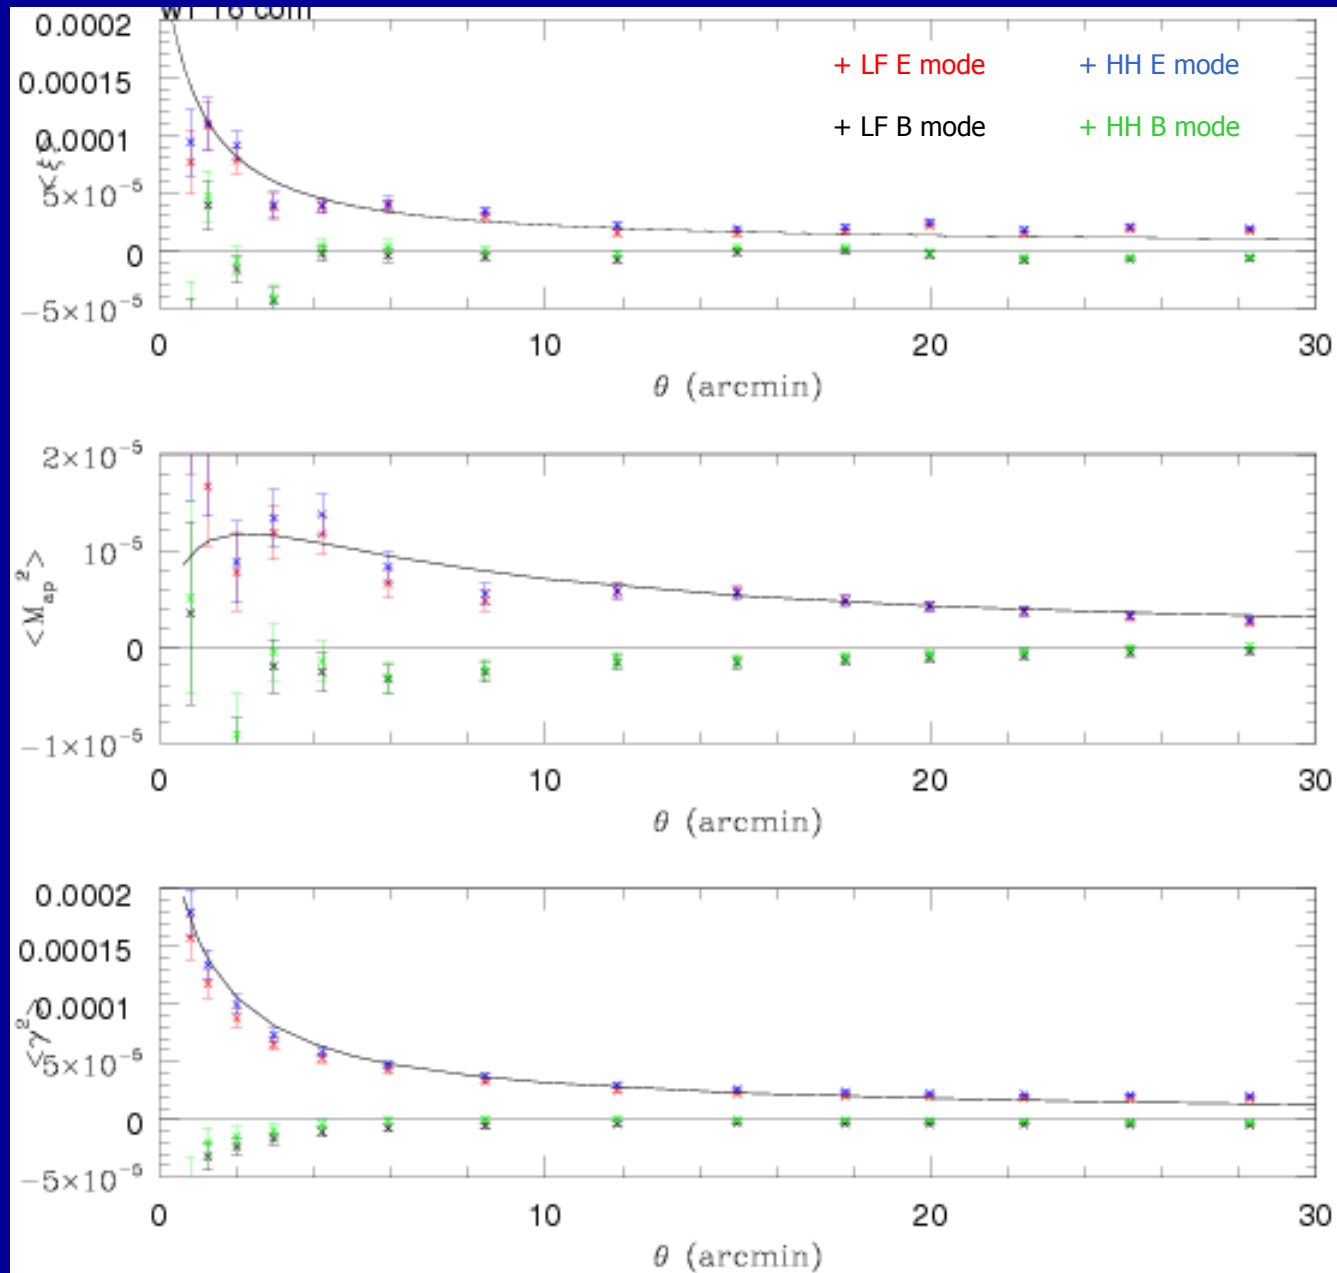 W1 T6 com
0.0002
+ LF E mode
+ HH E mode
0.00015
0.0001
+ LF B mode
+ HH B mode
<ξ>
5×10⁻⁵
0
−5×10⁻⁵
0 10 20 30
θ (arcmin)
2×10⁻⁵
10⁻⁵
<M_ap²>
0
−1×10⁻⁵
0 10 20 30
θ (arcmin)
0.0002
0.00015
0.0001
<γ²>
5×10⁻⁵
0
−5×10⁻⁵
0 10 20 30
θ (arcmin)